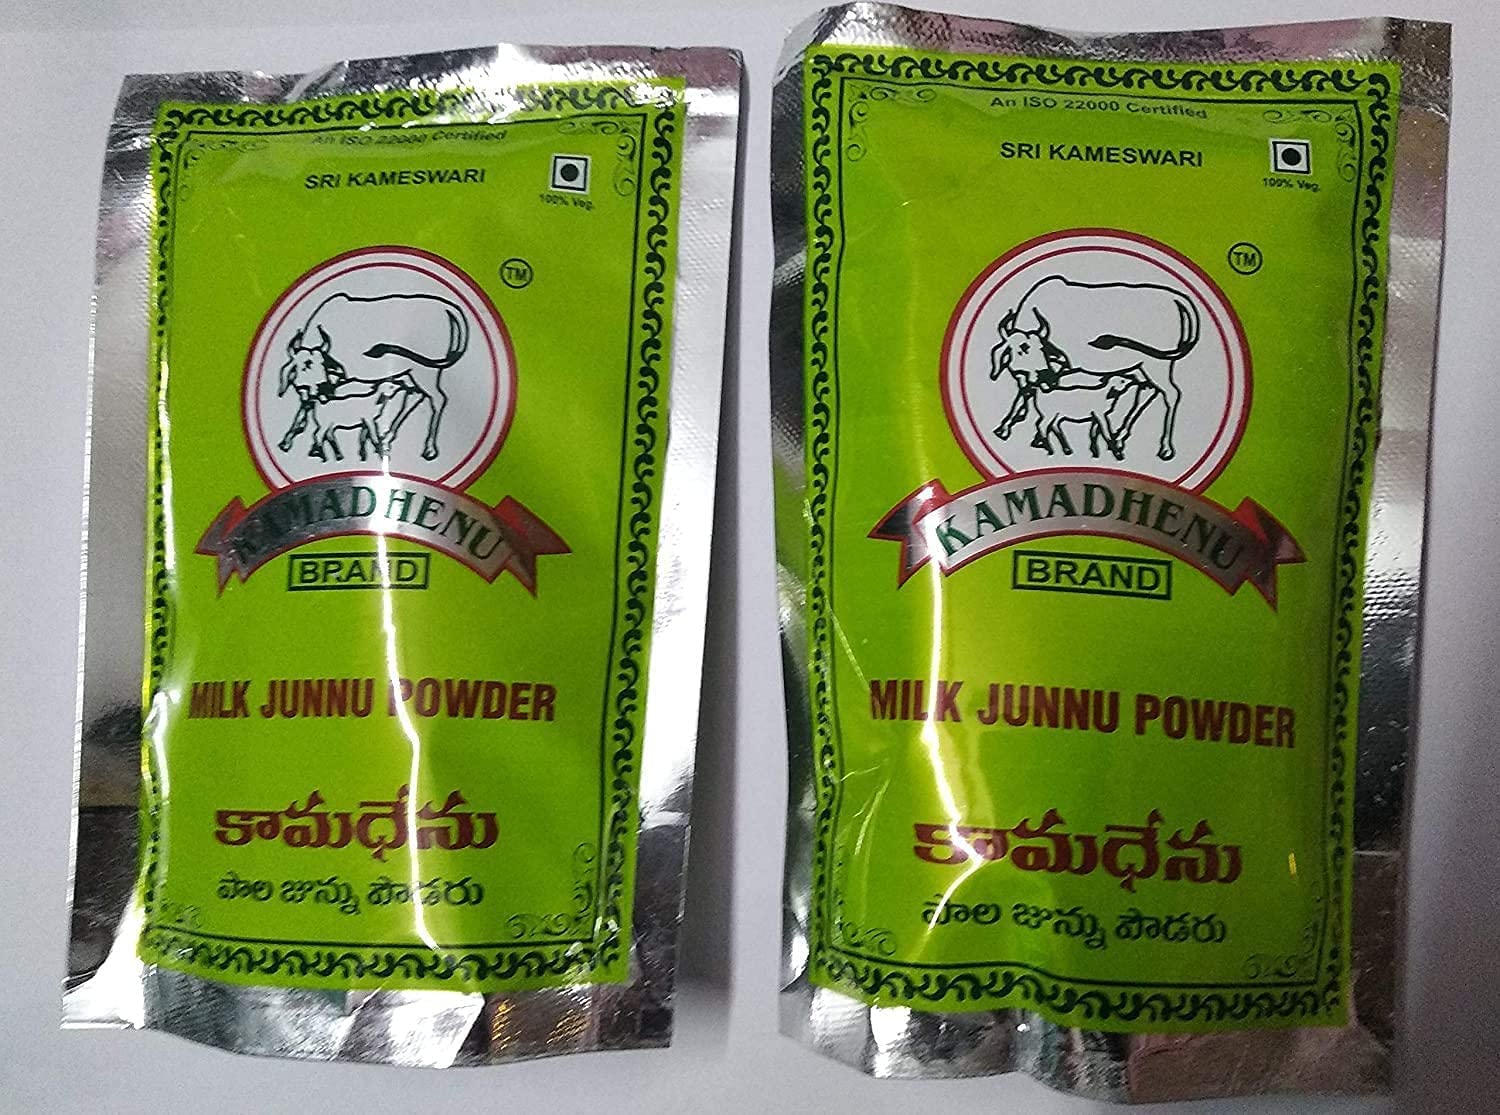 An ISO 22000 Certified
SRI KAMESWARI
100% Veg.
TM
KAMADHENU
BRAND
MILK JUNNU POWDER
కామధేను
పాల జున్ను పౌడరు
An ISO 22000 Certified
SRI KAMESWARI
100% Veg.
TM
KAMADHENU
BRAND
MILK JUNNU POWDER
కామధేను
పాల జున్ను పౌడరు